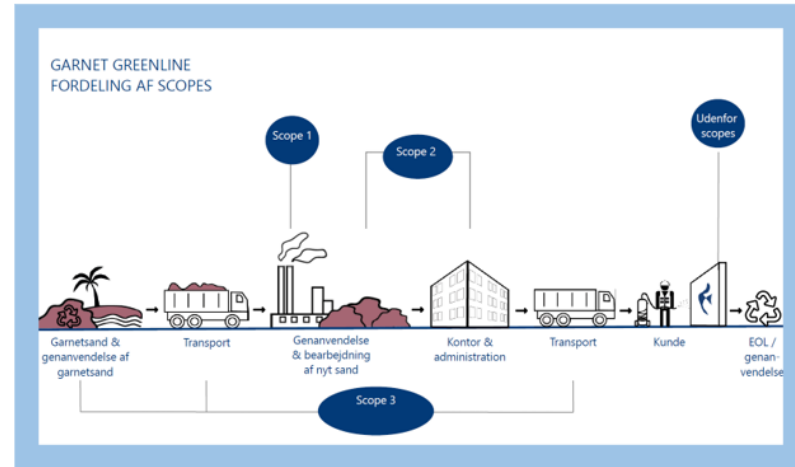 GARNET GREENLINE
FORDELING AF SCOPES
Scope 1
Scope 2
Udenfor
scopes
Garnetsand &
genanvendelse af
garnetsand
Transport
Genanvendelse
& bearbejdning
af nyt sand
Kontor &
administration
Transport
Kunde
EOL /
genan-
vendelse
Scope 3